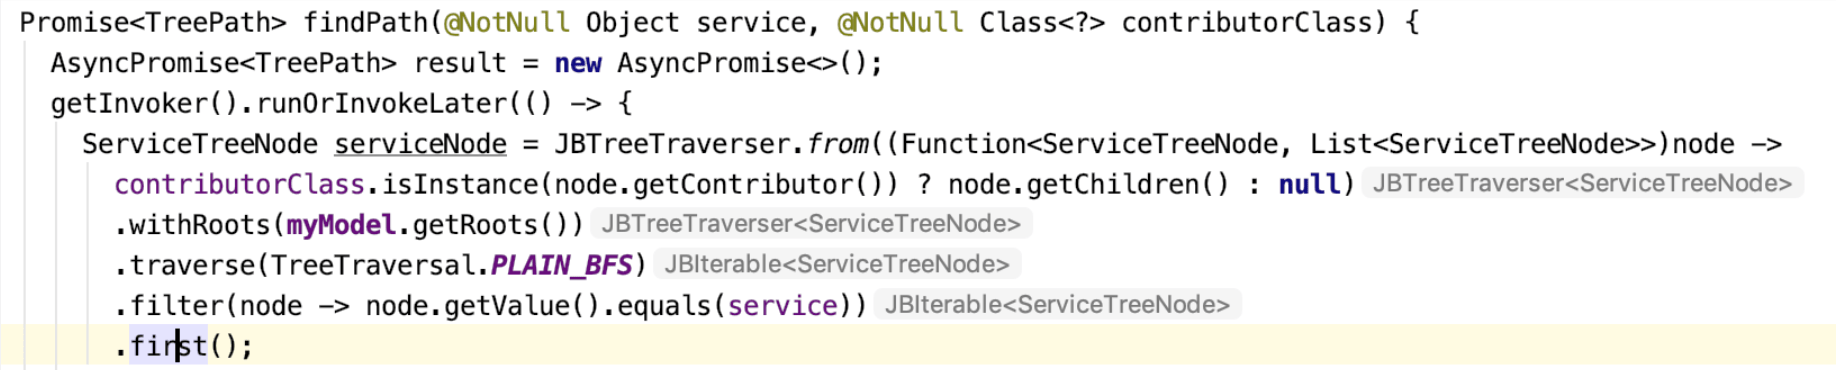 Promise<TreePath> findPath(@NotNull Object service, @NotNull Class<?> contributorClass) {
AsyncPromise<TreePath> result = new AsyncPromise<>();
getInvoker().runOrInvokeLater(() -> {
ServiceTreeNode serviceNode = JBTreeTraverser.from((Function<ServiceTreeNode, List<ServiceTreeNode>>)node ->
contributorClass.isInstance(node.getContributor()) ? node.getChildren() : null) JBTreeTraverser<ServiceTreeNode>
.withRoots(myModel.getRoots()) JBTreeTraverser<ServiceTreeNode>
.traverse(TreeTraversal.PLAIN_BFS) JBIterable<ServiceTreeNode>
.filter(node -> node.getValue().equals(service)) JBIterable<ServiceTreeNode>
.first();